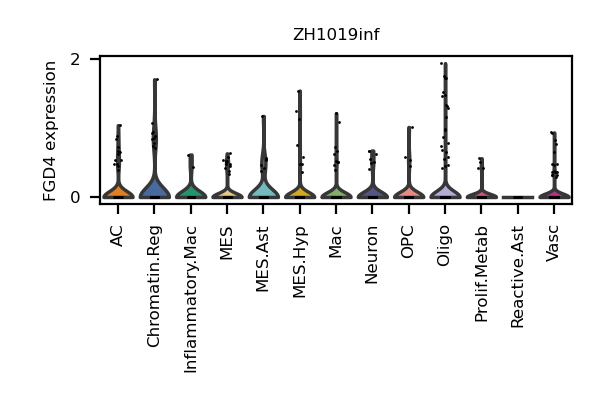 ZH1019inf
FGD4 expression
2
0
AC
Chromatin.Reg
Inflammatory.Mac
MES
MES.Ast
MES.Hyp
Mac
Neuron
OPC
Oligo
Prolif.Metab
Reactive.Ast
Vasc